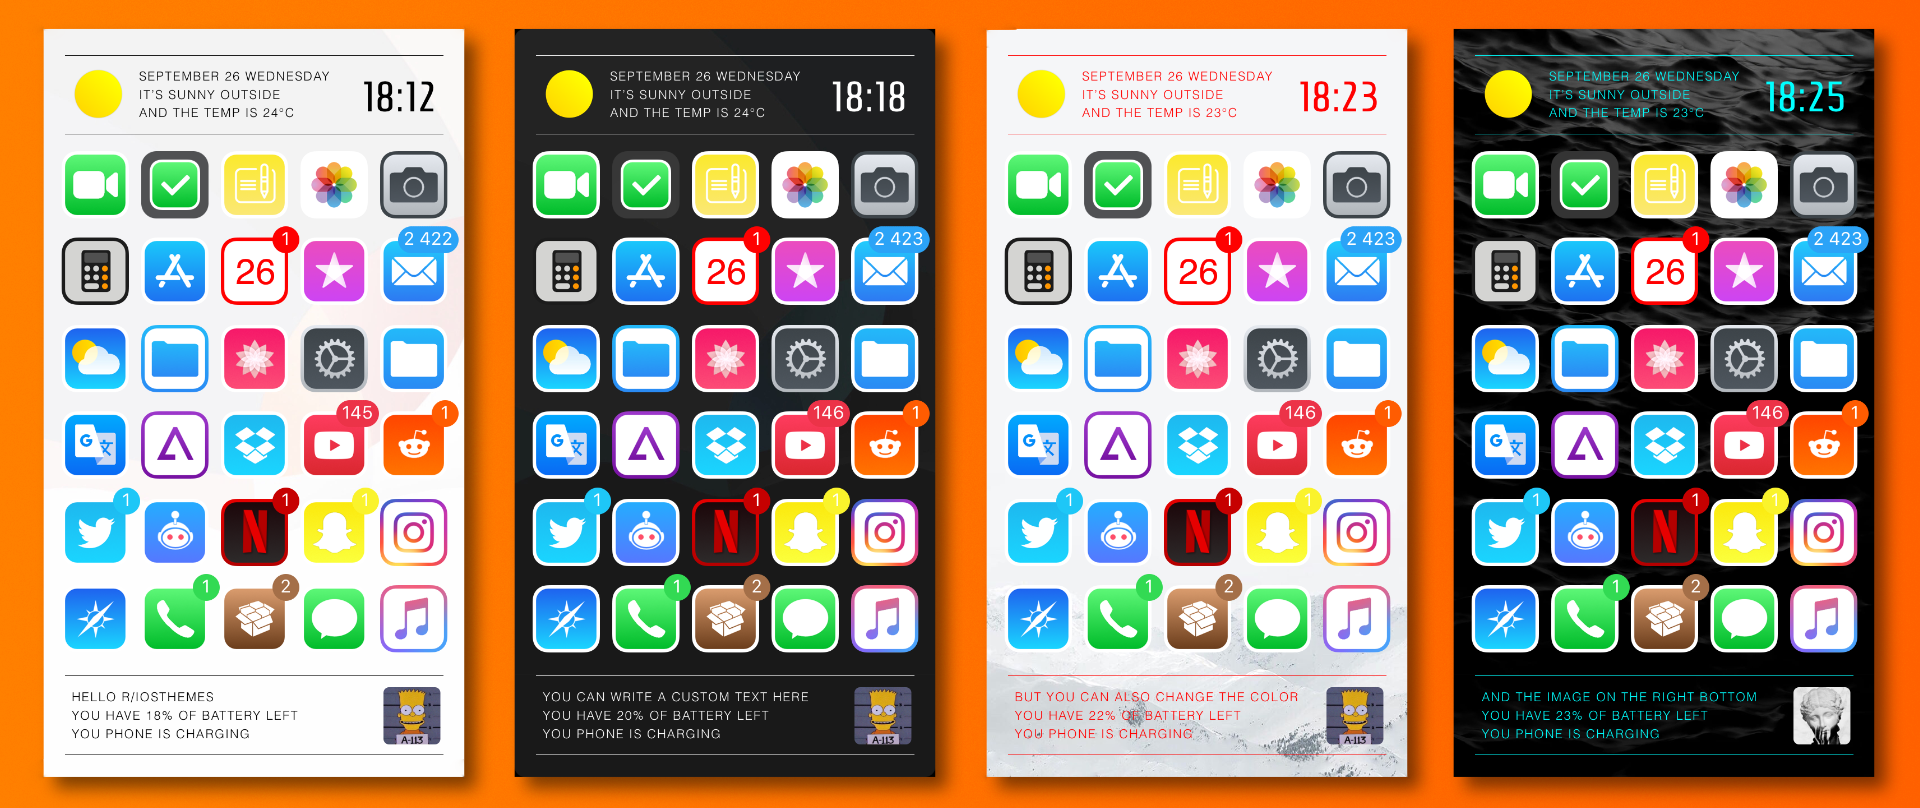 SEPTEMBER 26 WEDNESDAY
IT'S SUNNY OUTSIDE
AND THE TEMP IS 24°C
18:12
1
2 422
26
145
1
G 文
1
1
1
N
1
2
HELLO R/IOSTHEMES
YOU HAVE 18% OF BATTERY LEFT
YOU PHONE IS CHARGING
A-113
SEPTEMBER 26 WEDNESDAY
IT'S SUNNY OUTSIDE
AND THE TEMP IS 24°C
18:18
1
2 423
26
146
1
G 文
1
1
1
N
1
2
YOU CAN WRITE A CUSTOM TEXT HERE
YOU HAVE 20% OF BATTERY LEFT
YOU PHONE IS CHARGING
A-113
SEPTEMBER 26 WEDNESDAY
IT'S SUNNY OUTSIDE
AND THE TEMP IS 23°C
18:23
1
2 423
26
146
1
G 文
1
1
1
N
1
2
BUT YOU CAN ALSO CHANGE THE COLOR
YOU HAVE 22% OF BATTERY LEFT
YOU PHONE IS CHARGING
A-113
SEPTEMBER 26 WEDNESDAY
IT'S SUNNY OUTSIDE
AND THE TEMP IS 23°C
18:25
1
2 423
26
146
1
G 文
1
1
1
N
1
2
AND THE IMAGE ON THE RIGHT BOTTOM
YOU HAVE 23% OF BATTERY LEFT
YOU PHONE IS CHARGING